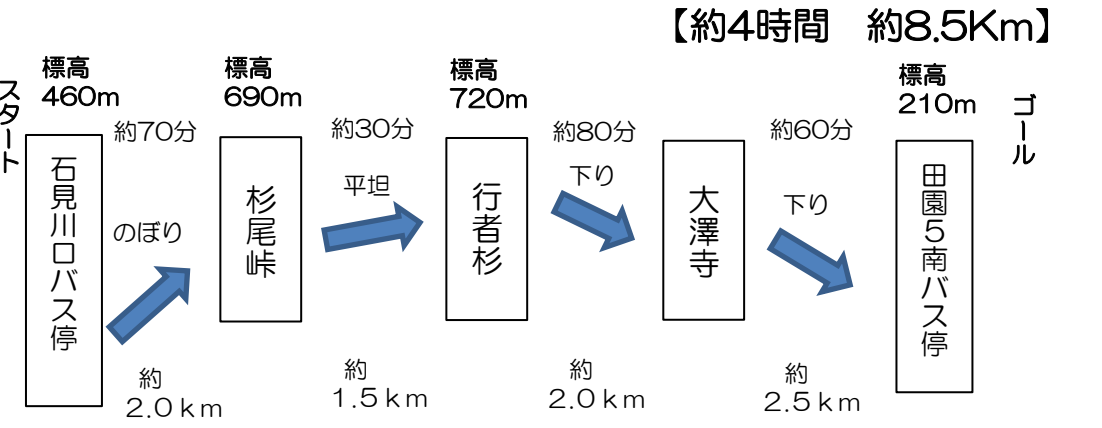 【約4時間　約8.5Km】
スタート
標高
460m
石見川口バス停
約70分
のぼり
約
2.0km
標高
690m
杉尾峠
約30分
平坦
約
1.5km
標高
720m
行者杉
約80分
下り
約
2.0km
大澤寺
約60分
下り
約
2.5km
標高
210m
田園5南バス停
ゴール